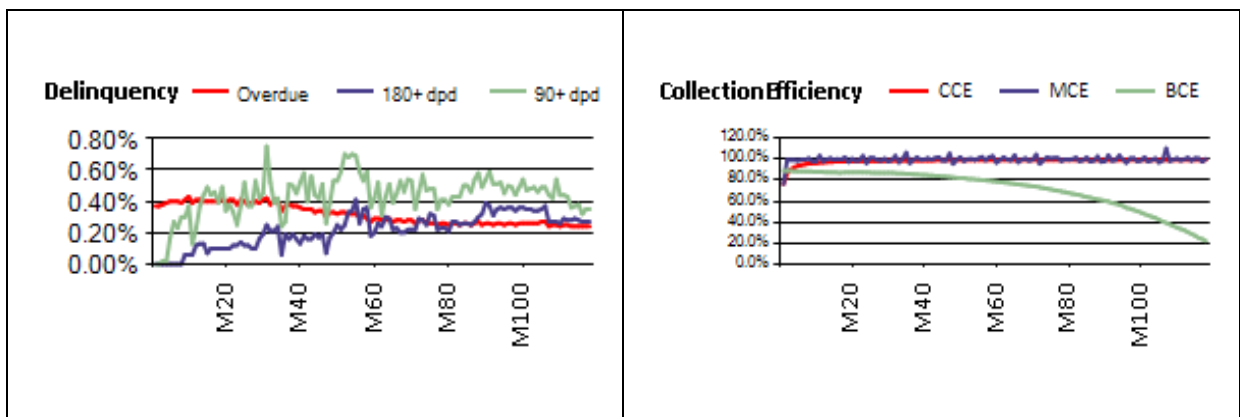 Delinquency Overdue 180+ dpd 90+ dpd
0.80%
0.60%
0.40%
0.20%
0.00%
M20
M40
M60
M80
M100
Collection Efficiency CCE MCE BCE
120.0%
100.0%
80.0%
60.0%
40.0%
20.0%
0.0%
M20
M40
M60
M80
M100